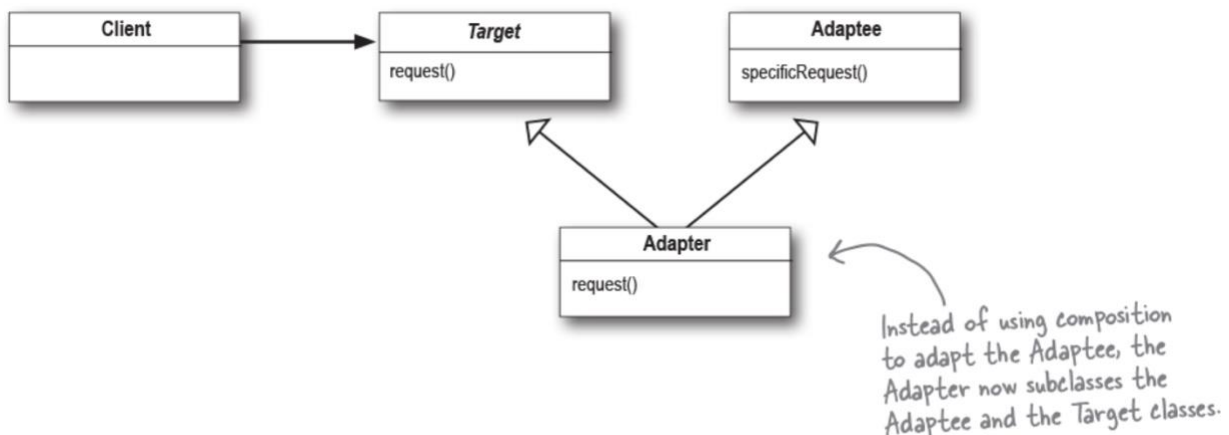 Client
Target
Adaptee
request()
specificRequest()
Adapter
request()
Instead of using composition
to adapt the Adaptee, the
Adapter now subclasses the
Adaptee and the Target classes.